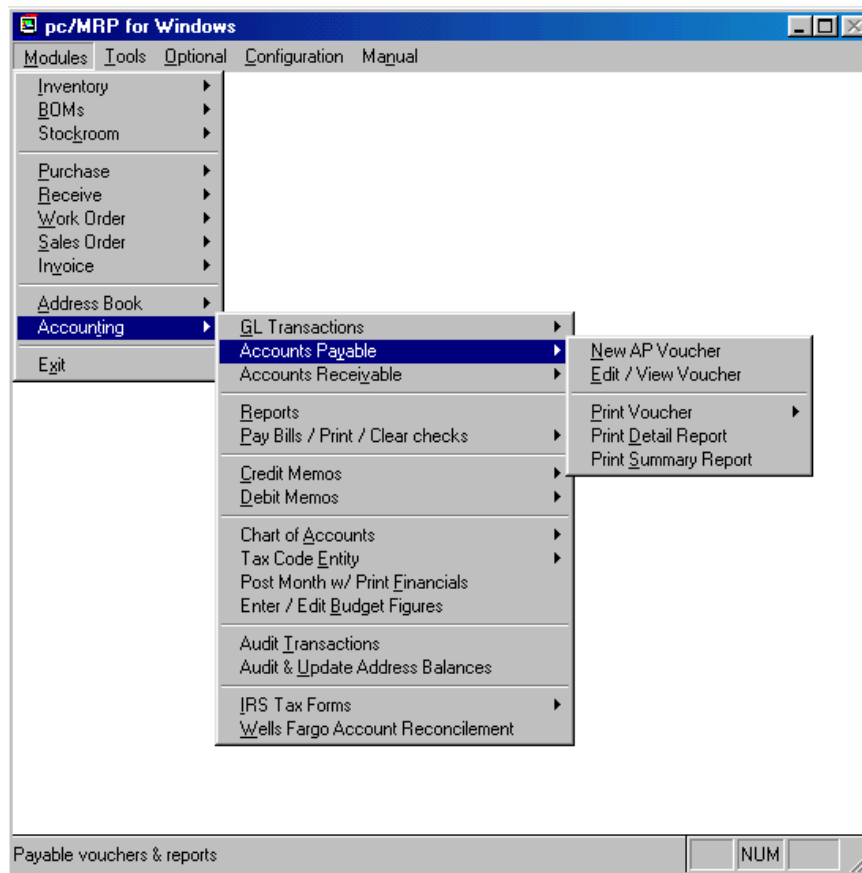 pc/MRP for Windows
Modules Tools Optional Configuration Manual
Inventory
BOMs
Stockroom
Purchase
Receive
Work Order
Sales Order
Invoice
Address Book
Accounting
Exit
GL Transactions
Accounts Payable
Accounts Receivable
Reports
Pay Bills / Print / Clear checks
Credit Memos
Debit Memos
Chart of Accounts
Tax Code Entity
Post Month w/ Print Financials
Enter / Edit Budget Figures
Audit Transactions
Audit & Update Address Balances
IRS Tax Forms
Wells Fargo Account Reconcilement
New AP Voucher
Edit / View Voucher
Print Voucher
Print Detail Report
Print Summary Report
Payable vouchers & reports
NUM